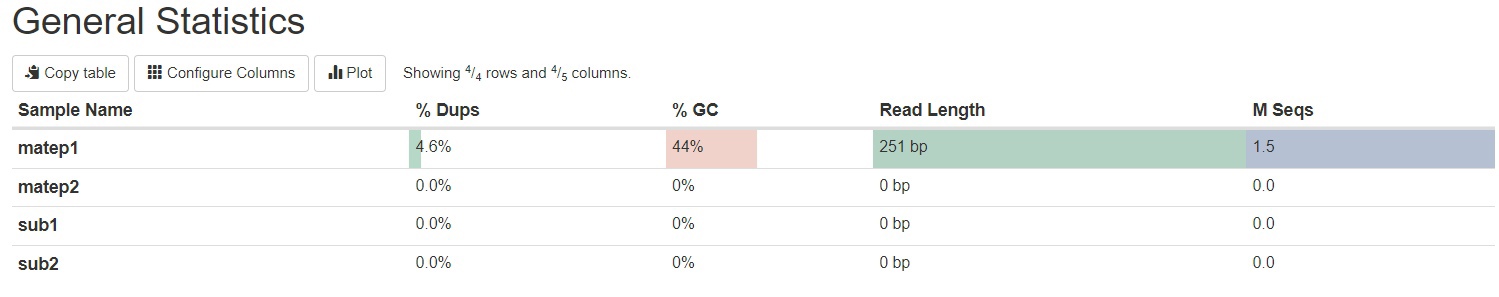 General Statistics
Copy table Configure Columns Plot Showing 4/4 rows and 4/5 columns.
Sample Name % Dups % GC Read Length M Seqs
matep1 4.6% 44% 251 bp 1.5
matep2 0.0% 0% 0 bp 0.0
sub1 0.0% 0% 0 bp 0.0
sub2 0.0% 0% 0 bp 0.0